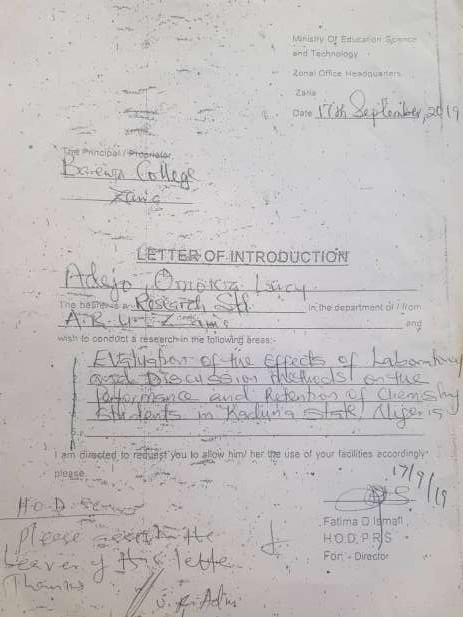 Ministry Of Education Science
and Technology
Zonal Office Headquarters
Zaria
Date 17th September, 2019
The Principal / Proprietor
Barewa College
Zaria
LETTER OF INTRODUCTION
Adejo, Lucy
The bearer is a Research Std. in the department of / from
A.B.U. Zaria and
wish to conduct a research in the following areas:-
Evaluation of the Effects of Laboratory
and Discussion Methods on the
Performance and Retention of Chemistry
Students in Kaduna State, Nigeria
I am directed to request you to allow him/ her the use of your facilities accordingly
please.
17/9/19
Fatima D. Ismail
H.O.D, P.R.S
For: - Director
H.O.D.
Please the
bearer of this letter
Thanks
V.P. Admi